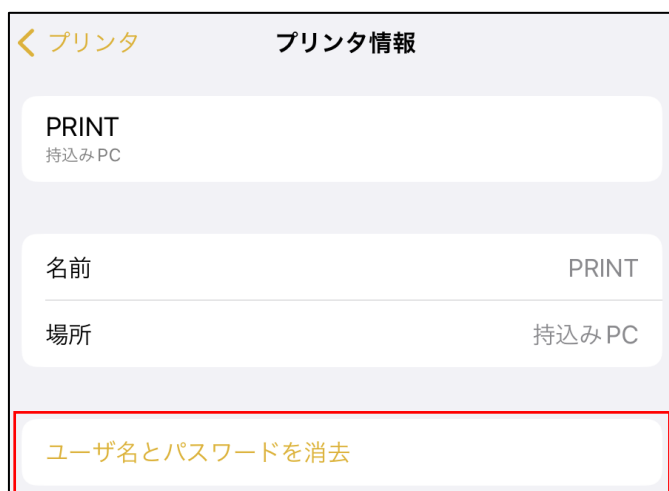 プリンタ
プリンタ情報
PRINT
持込みPC
名前
PRINT
場所
持込みPC
ユーザ名とパスワードを消去